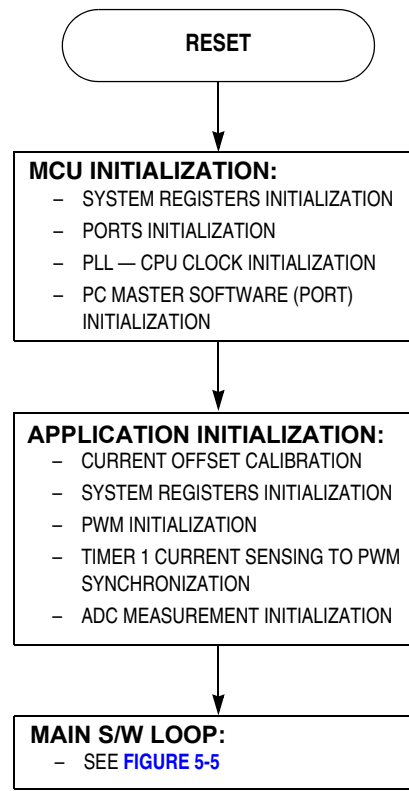 RESET
MCU INITIALIZATION:
– SYSTEM REGISTERS INITIALIZATION
– PORTS INITIALIZATION
– PLL — CPU CLOCK INITIALIZATION
– PC MASTER SOFTWARE (PORT)
INITIALIZATION
APPLICATION INITIALIZATION:
– CURRENT OFFSET CALIBRATION
– SYSTEM REGISTERS INITIALIZATION
– PWM INITIALIZATION
– TIMER 1 CURRENT SENSING TO PWM
SYNCHRONIZATION
– ADC MEASUREMENT INITIALIZATION
MAIN S/W LOOP:
– SEE FIGURE 5-5